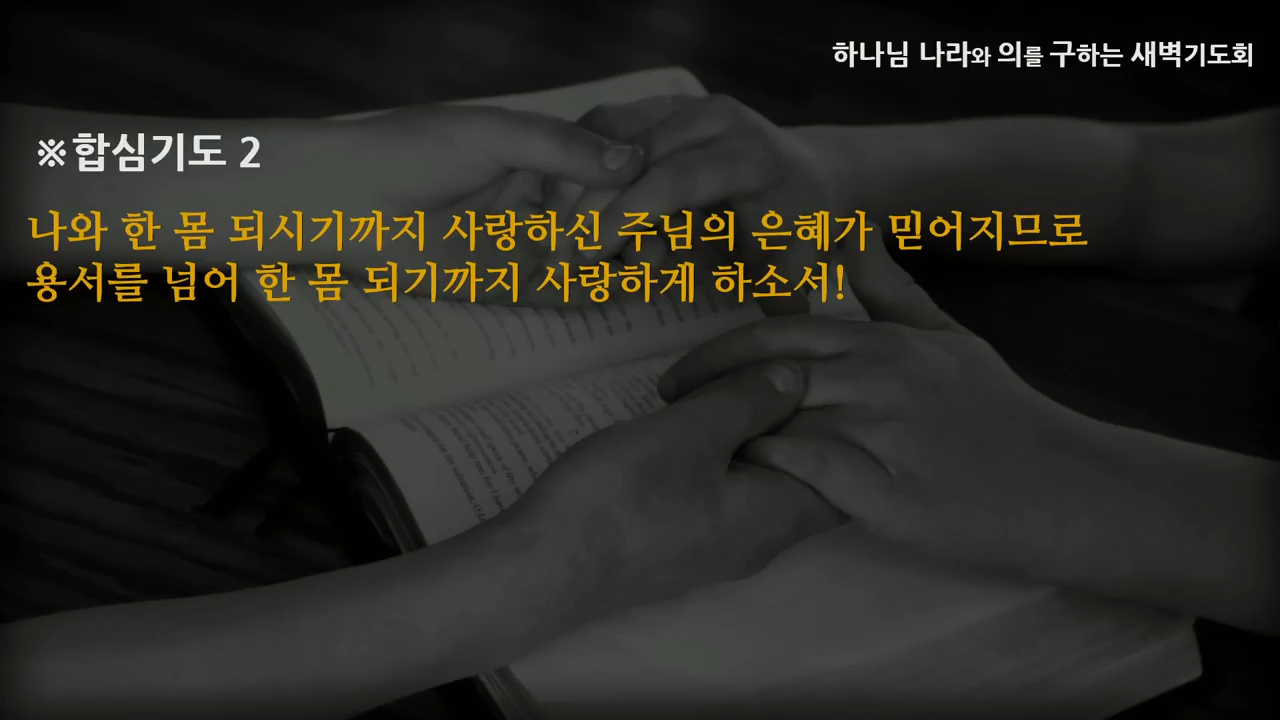 하나님 나라와 의를 구하는 새벽기도회
※합심기도 2
나와 한 몸 되시기까지 사랑하신 주님의 은혜가 믿어지므로
용서를 넘어 한 몸 되기까지 사랑하게 하소서!